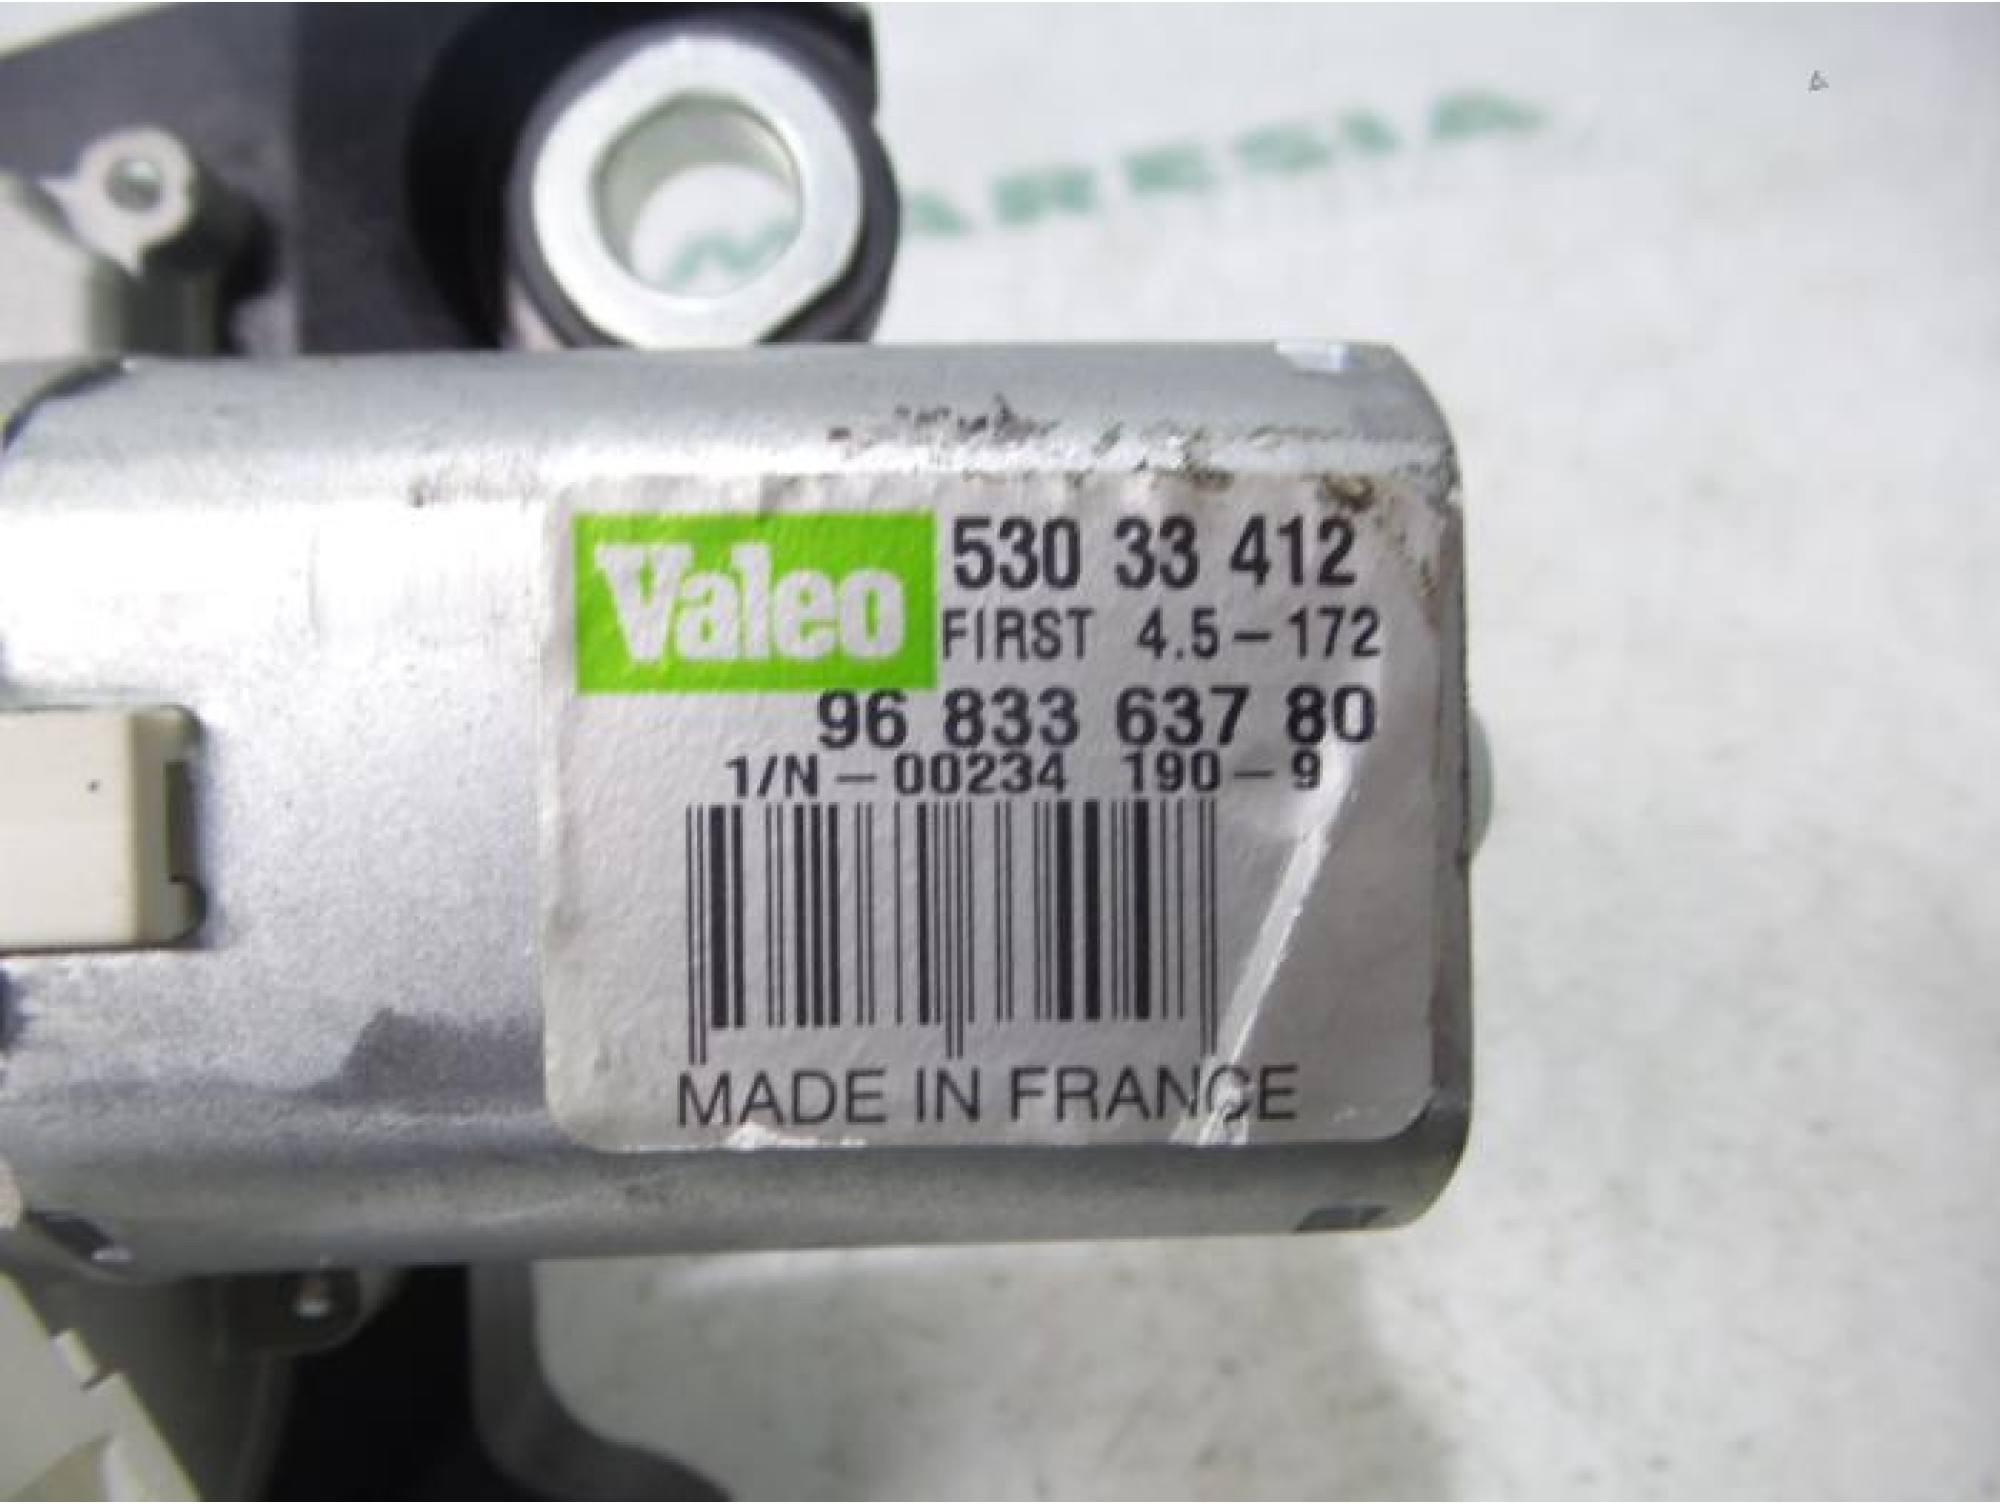 ARESIA
Valeo
530 33 412
FIRST 4.5-172
96 833 637 80
1/N-00234 190-9
MADE IN FRANCE